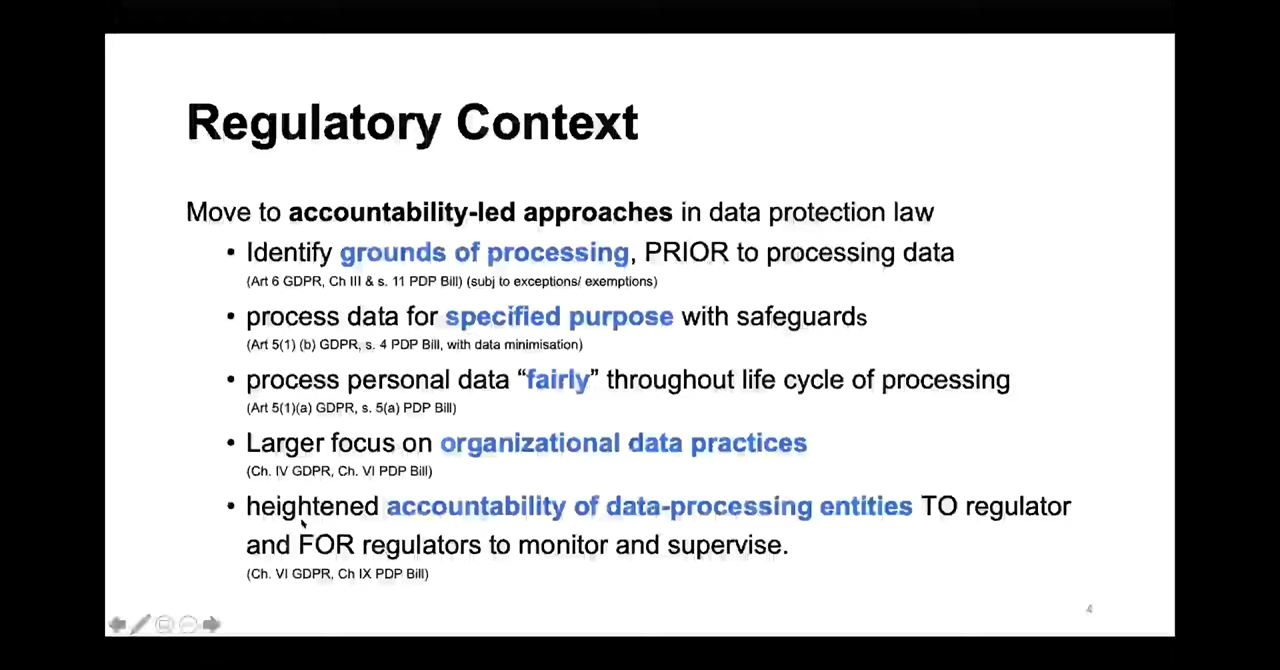 Regulatory Context
Move to accountability-led approaches in data protection law
• Identify grounds of processing, PRIOR to processing data
(Art 6 GDPR, Ch III & s. 11 PDP Bill) (subj to exceptions/ exemptions)
• process data for specified purpose with safeguards
(Art 5(1) (b) GDPR, s. 4 PDP Bill, with data minimisation)
• process personal data “fairly” throughout life cycle of processing
(Art 5(1)(a) GDPR, s. 5(a) PDP Bill)
• Larger focus on organizational data practices
(Ch. IV GDPR, Ch. VI PDP Bill)
• heightened accountability of data-processing entities TO regulator
and FOR regulators to monitor and supervise.
(Ch. VI GDPR, Ch IX PDP Bill)
4